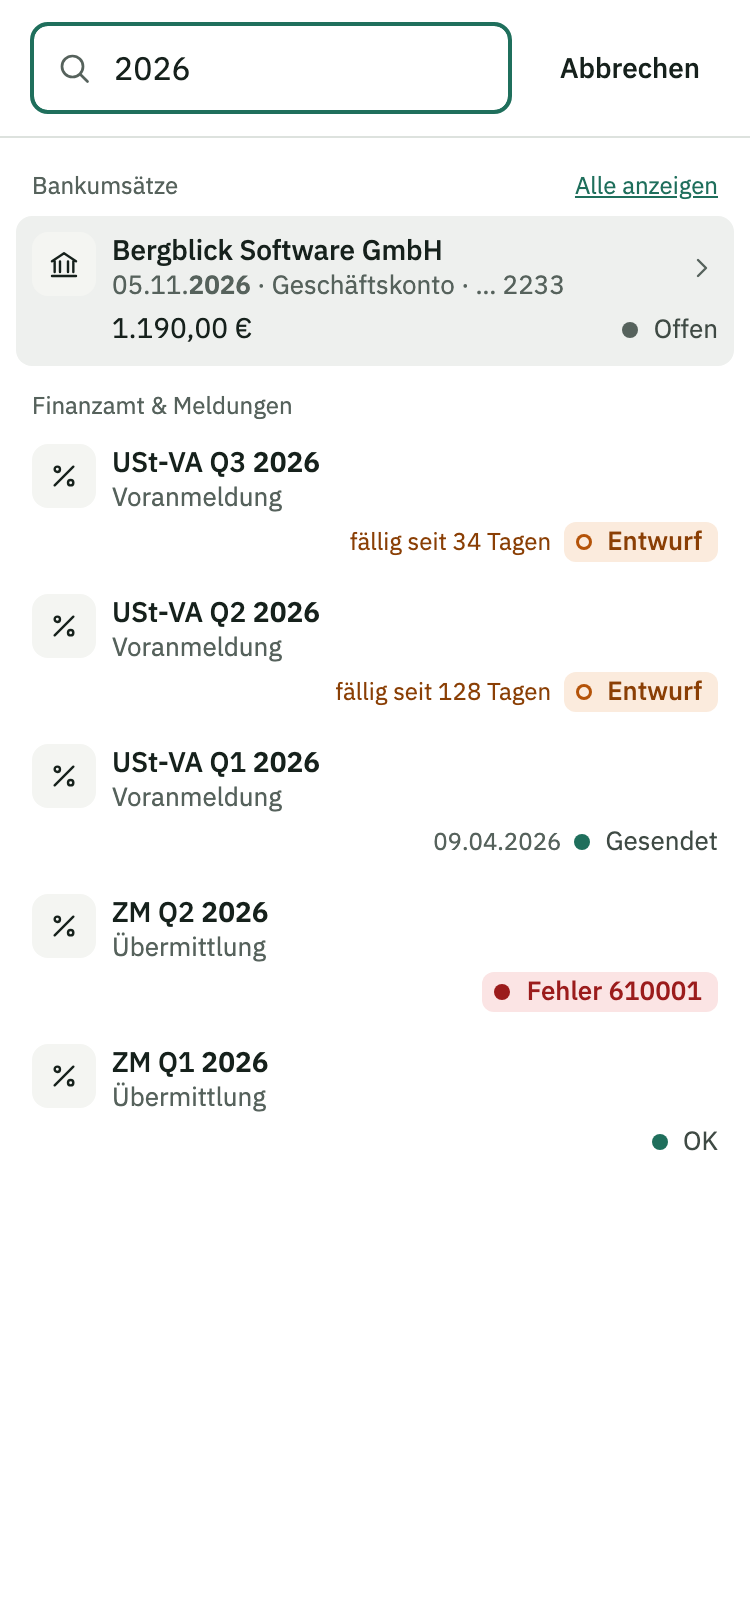 2026
Abbrechen
Bankumsätze
Alle anzeigen
Bergblick Software GmbH
05.11.2026 · Geschäftskonto · ... 2233
1.190,00 €
Offen
Finanzamt & Meldungen
USt-VA Q3 2026
Voranmeldung
fällig seit 34 Tagen
Entwurf
USt-VA Q2 2026
Voranmeldung
fällig seit 128 Tagen
Entwurf
USt-VA Q1 2026
Voranmeldung
09.04.2026
Gesendet
ZM Q2 2026
Übermittlung
Fehler 610001
ZM Q1 2026
Übermittlung
OK